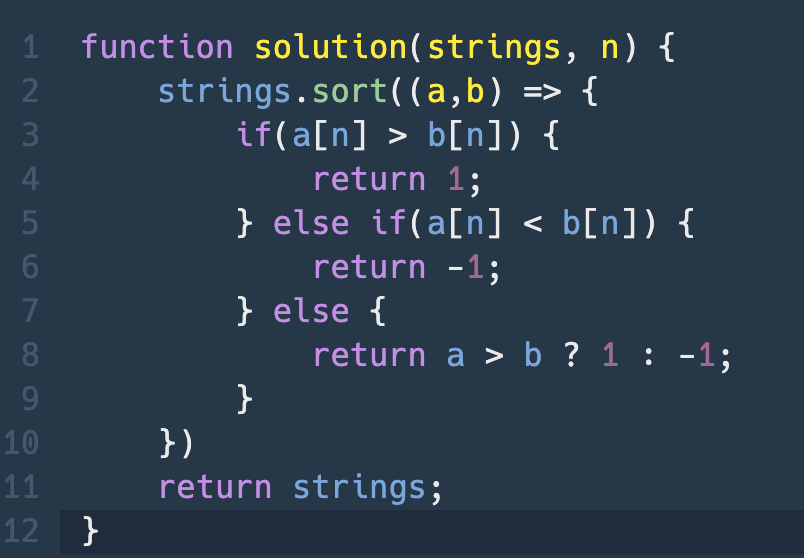 1 function solution(strings, n) {
2     strings.sort((a,b) => {
3         if(a[n] > b[n]) {
4             return 1;
5         } else if(a[n] < b[n]) {
6             return -1;
7         } else {
8             return a > b ? 1 : -1;
9         }
10     })
11     return strings;
12 }